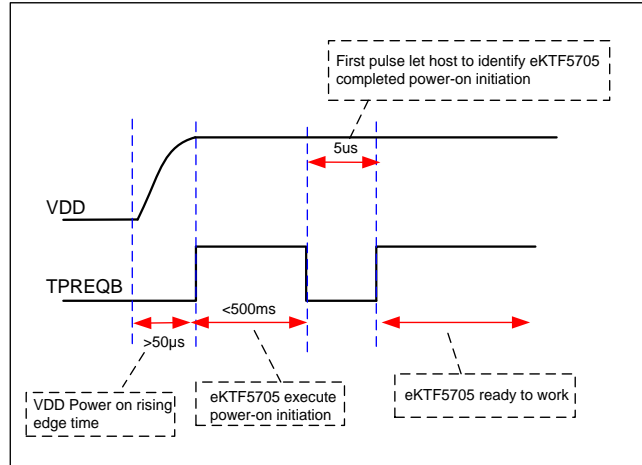 First pulse let host to identify eKTF5705
completed power-on initiation
5us
VDD
TPREQB
<500ms
>50µs
VDD Power on rising
edge time
eKTF5705 execute
power-on initiation
eKTF5705 ready to work